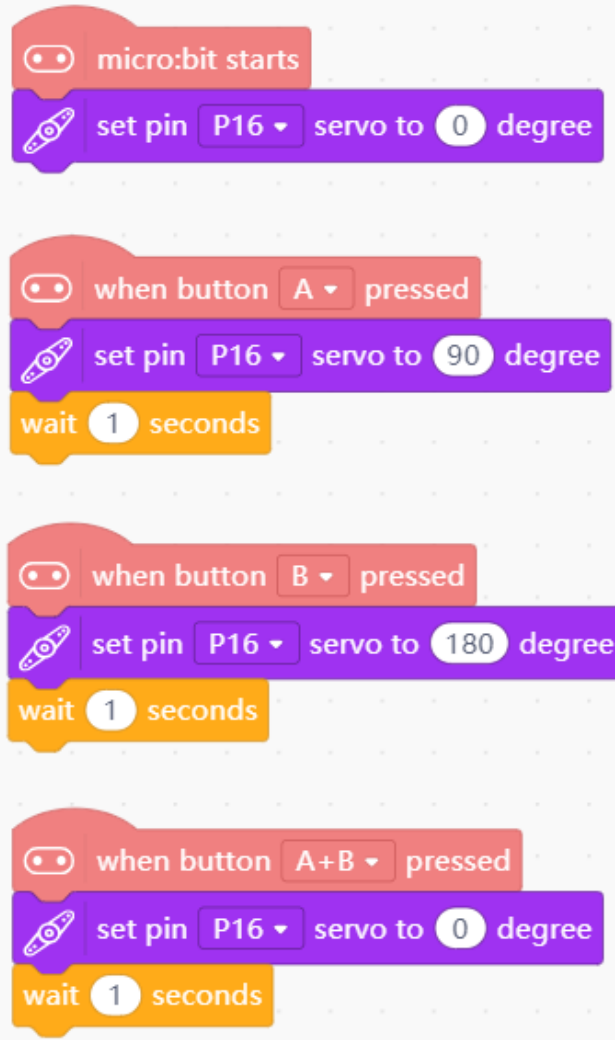 micro:bit starts
set pin P16 servo to 0 degree
when button A pressed
set pin P16 servo to 90 degree
wait 1 seconds
when button B pressed
set pin P16 servo to 180 degree
wait 1 seconds
when button A+B pressed
set pin P16 servo to 0 degree
wait 1 seconds